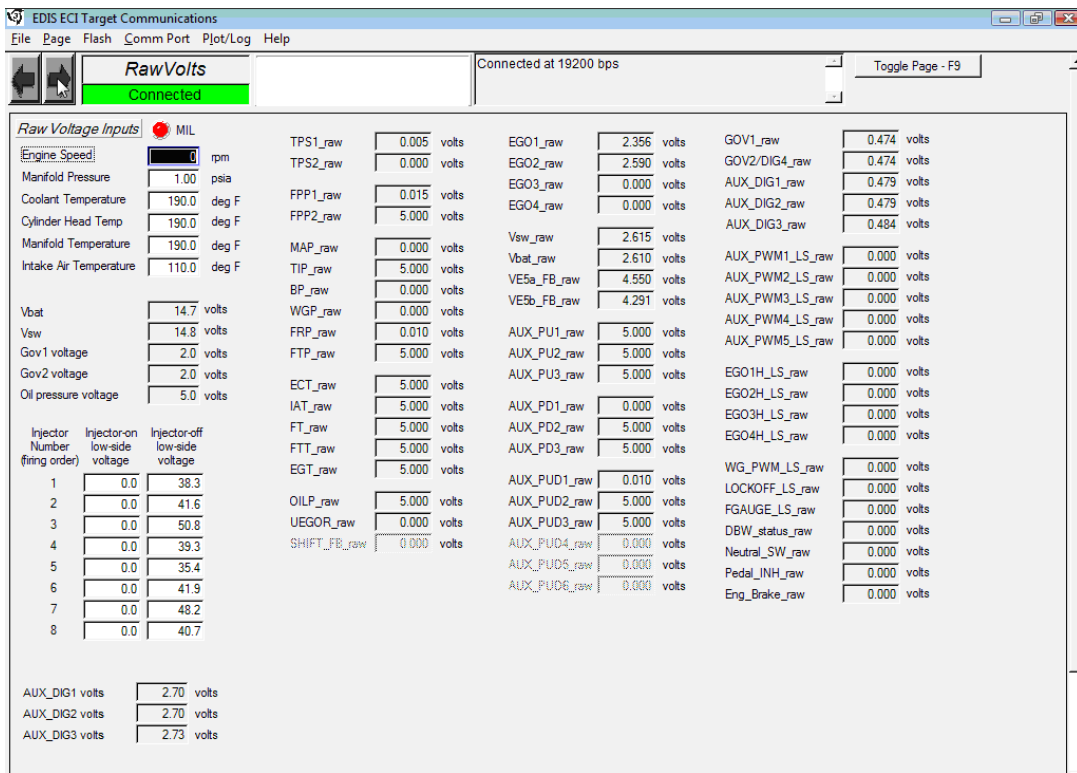 EDIS ECI Target Communications
File Page Flash Comm Port Plot/Log Help
RawVolts
Connected
Connected at 19200 bps
Toggle Page - F9
Raw Voltage Inputs MIL
Engine Speed 0 rpm
Manifold Pressure 1.00 psia
Coolant Temperature 190.0 deg F
Cylinder Head Temp 190.0 deg F
Manifold Temperature 190.0 deg F
Intake Air Temperature 110.0 deg F
Vbat 14.7 volts
Vsw 14.8 volts
Gov1 voltage 2.0 volts
Gov2 voltage 2.0 volts
Oil pressure voltage 5.0 volts
Injector Injector-on Injector-off
Number low-side low-side
(firing order) voltage voltage
1 0.0 38.3
2 0.0 41.6
3 0.0 50.8
4 0.0 39.3
5 0.0 35.4
6 0.0 41.9
7 0.0 48.2
8 0.0 40.7
AUX_DIG1 volts 2.70 volts
AUX_DIG2 volts 2.70 volts
AUX_DIG3 volts 2.73 volts
TPS1_raw 0.005 volts
TPS2_raw 0.000 volts
FPP1_raw 0.015 volts
FPP2_raw 5.000 volts
MAP_raw 0.000 volts
TIP_raw 5.000 volts
BP_raw 0.000 volts
WGP_raw 0.000 volts
FRP_raw 0.010 volts
FTP_raw 5.000 volts
ECT_raw 5.000 volts
IAT_raw 5.000 volts
FT_raw 5.000 volts
FTT_raw 5.000 volts
EGT_raw 5.000 volts
OILP_raw 5.000 volts
UEGOR_raw 0.000 volts
SHIFT_FB_raw 0.000 volts
EGO1_raw 2.356 volts
EGO2_raw 2.590 volts
EGO3_raw 0.000 volts
EGO4_raw 0.000 volts
Vsw_raw 2.615 volts
Vbat_raw 2.610 volts
VE5a_FB_raw 4.550 volts
VE5b_FB_raw 4.291 volts
AUX_PU1_raw 5.000 volts
AUX_PU2_raw 5.000 volts
AUX_PU3_raw 5.000 volts
AUX_PD1_raw 0.000 volts
AUX_PD2_raw 5.000 volts
AUX_PD3_raw 5.000 volts
AUX_PUD1_raw 0.010 volts
AUX_PUD2_raw 5.000 volts
AUX_PUD3_raw 5.000 volts
AUX_PUD4_raw 0.000 volts
AUX_PUD5_raw 0.000 volts
AUX_PUD6_raw 0.000 volts
GOV1_raw 0.474 volts
GOV2/DIG4_raw 0.474 volts
AUX_DIG1_raw 0.479 volts
AUX_DIG2_raw 0.479 volts
AUX_DIG3_raw 0.484 volts
AUX_PWM1_LS_raw 0.000 volts
AUX_PWM2_LS_raw 0.000 volts
AUX_PWM3_LS_raw 0.000 volts
AUX_PWM4_LS_raw 0.000 volts
AUX_PWM5_LS_raw 0.000 volts
EGO1H_LS_raw 0.000 volts
EGO2H_LS_raw 0.000 volts
EGO3H_LS_raw 0.000 volts
EGO4H_LS_raw 0.000 volts
WG_PWM_LS_raw 0.000 volts
LOCKOFF_LS_raw 0.000 volts
FGAUGE_LS_raw 0.000 volts
DBW_status_raw 0.000 volts
Neutral_SW_raw 0.000 volts
Pedal_INH_raw 0.000 volts
Eng_Brake_raw 0.000 volts